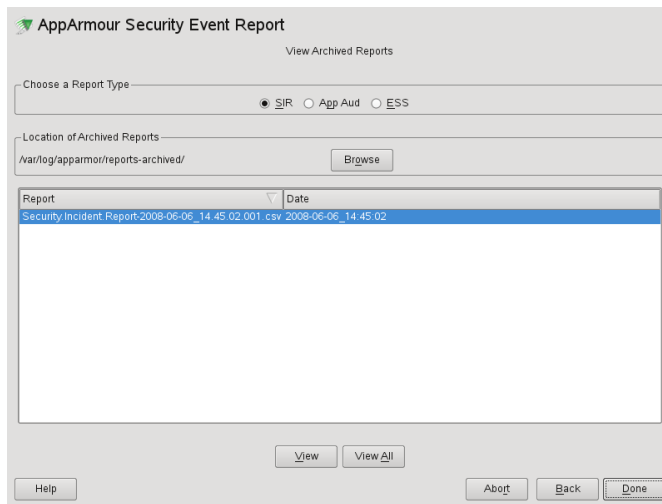 AppArmour Security Event Report
View Archived Reports
Choose a Report Type
SIR App Aud ESS
Location of Archived Reports
/var/log/apparmor/reports-archived/ Browse
Report Date
Security.Incident.Report-2008-06-06_14.45.02.001.csv 2008-06-06_14:45:02
View View All
Help Abort Back Done